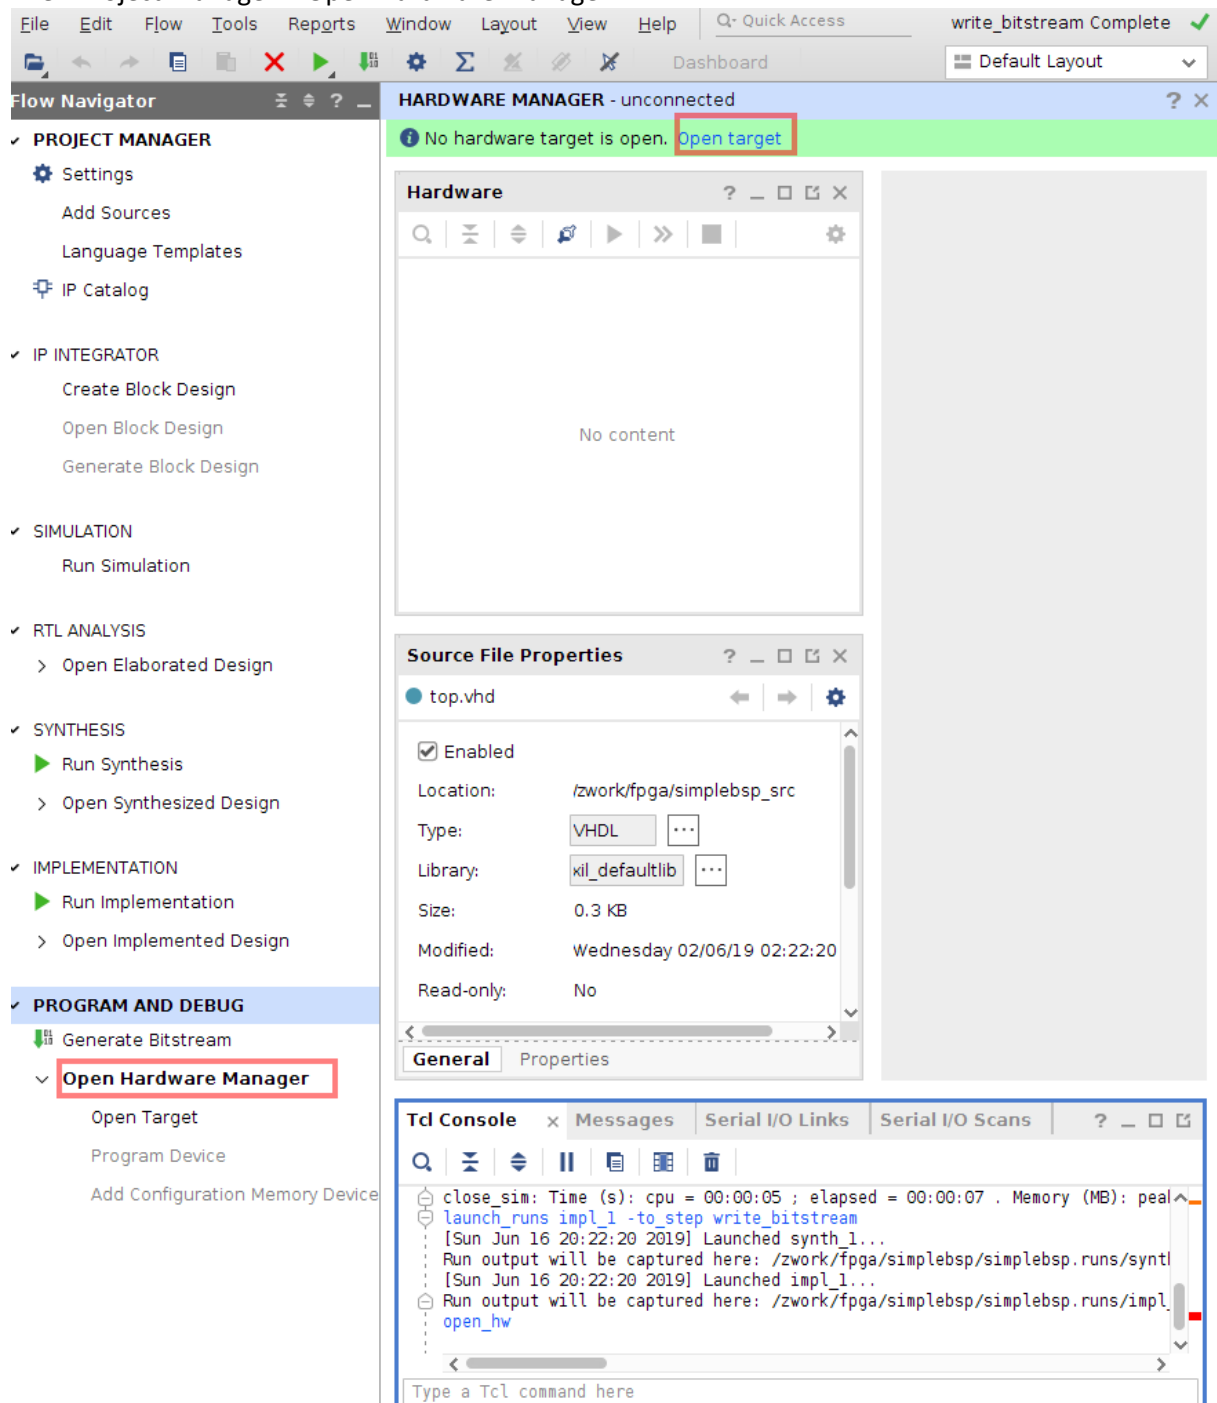 File Edit Flow Tools Reports Window Layout View Help Q- Quick Access write_bitstream Complete
Dashboard Default Layout
Flow Navigator ? _
HARDWARE MANAGER - unconnected ? ×
No hardware target is open. Open target
PROJECT MANAGER
Settings
Add Sources
Language Templates
IP Catalog
IP INTEGRATOR
Create Block Design
Open Block Design
Generate Block Design
SIMULATION
Run Simulation
RTL ANALYSIS
> Open Elaborated Design
SYNTHESIS
Run Synthesis
> Open Synthesized Design
IMPLEMENTATION
Run Implementation
> Open Implemented Design
PROGRAM AND DEBUG
Generate Bitstream
Open Hardware Manager
Open Target
Program Device
Add Configuration Memory Device
Hardware
No content
Source File Properties
top.vhd
Enabled
Location: /zwork/fpga/simplebsp_src
Type: VHDL ...
Library: xil_defaultlib ...
Size: 0.3 KB
Modified: Wednesday 02/06/19 02:22:20
Read-only: No
General Properties
Tcl Console × Messages Serial I/O Links Serial I/O Scans
close_sim: Time (s): cpu = 00:00:05 ; elapsed = 00:00:07 . Memory (MB): peal
launch_runs impl_1 -to_step write_bitstream
[Sun Jun 16 20:22:20 2019] Launched synth_1...
Run output will be captured here: /zwork/fpga/simplebsp/simplebsp.runs/synth
[Sun Jun 16 20:22:20 2019] Launched impl_1...
Run output will be captured here: /zwork/fpga/simplebsp/simplebsp.runs/impl_
open_hw
Type a Tcl command here